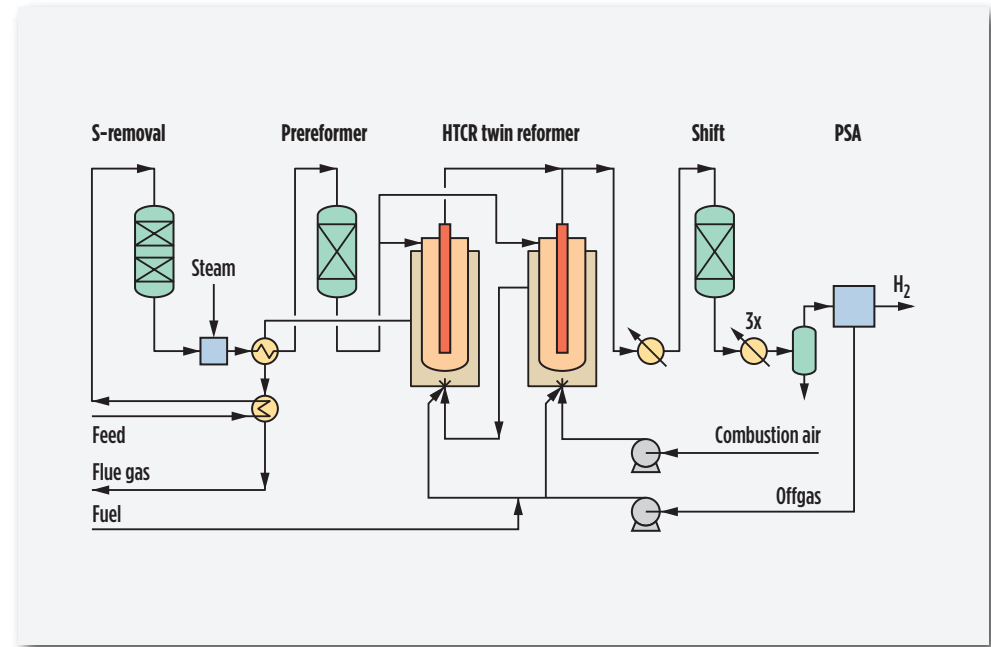 S-removal
Prereformer
HTCR twin reformer
Shift
PSA
Steam
H₂
3x
Feed
Combustion air
Flue gas
Offgas
Fuel